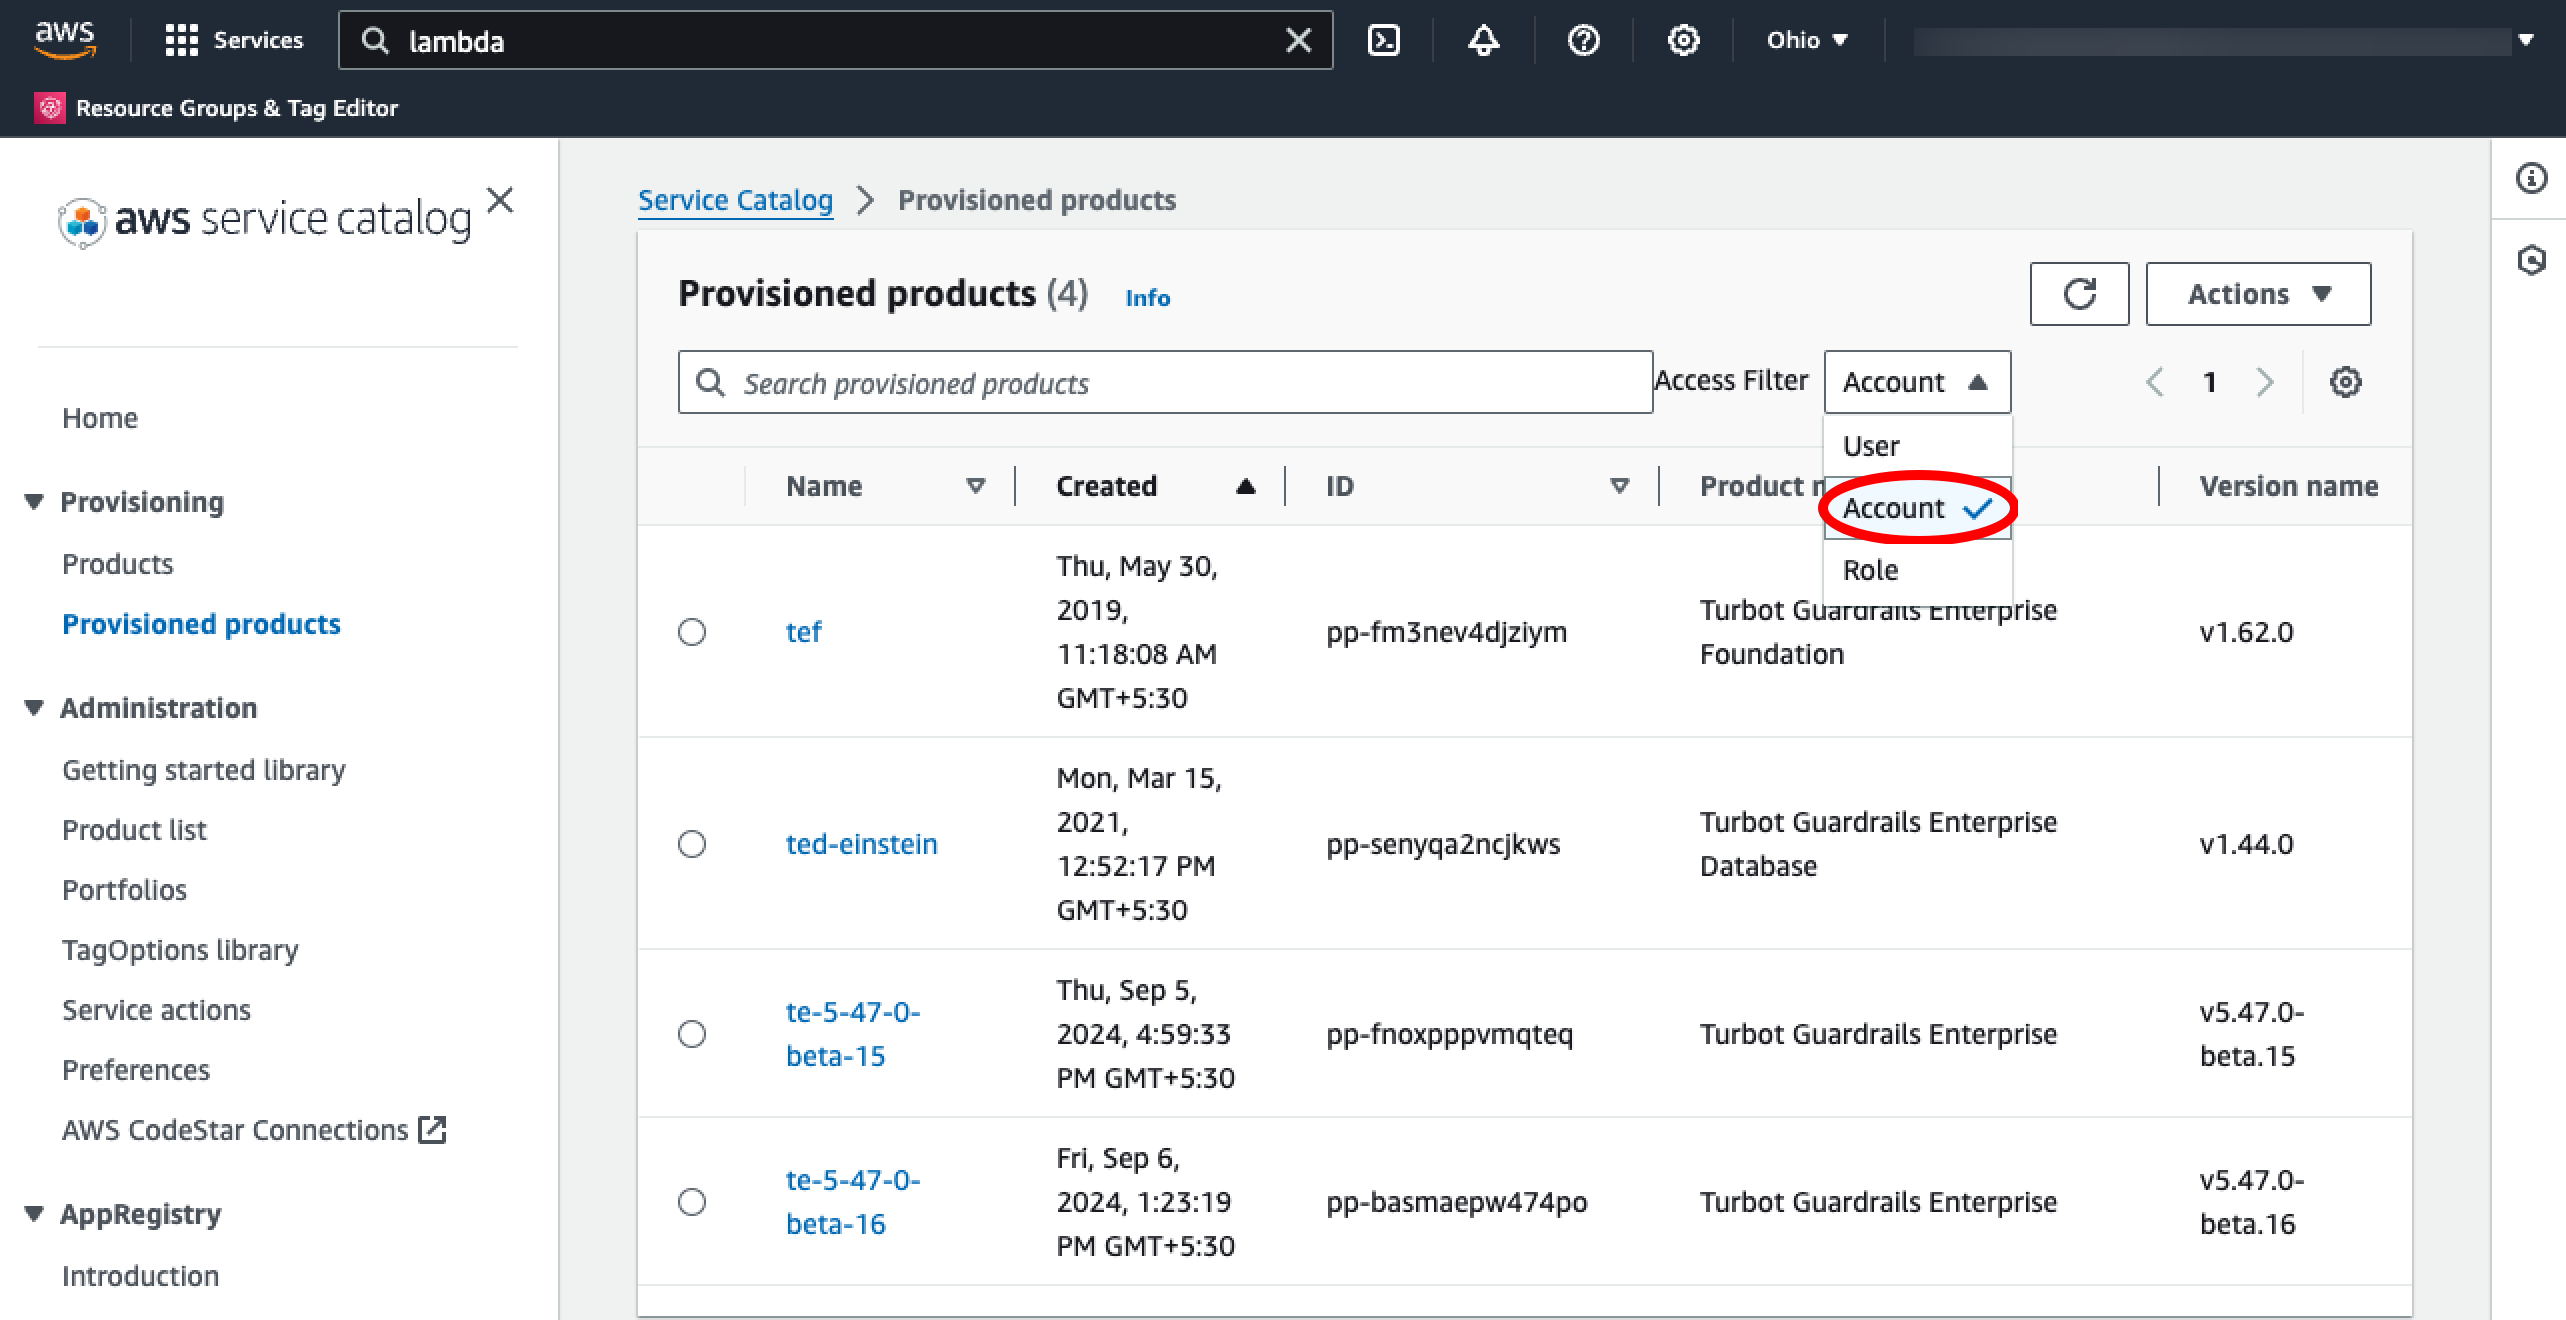 aws
Services
lambda
Ohio
Resource Groups & Tag Editor
aws service catalog
Home
Provisioning
Products
Provisioned products
Administration
Getting started library
Product list
Portfolios
TagOptions library
Service actions
Preferences
AWS CodeStar Connections
AppRegistry
Introduction
Service Catalog
Provisioned products
Provisioned products (4)
Info
Actions
Search provisioned products
Access Filter
Account
1
User
Account
Role
Name
Created
ID
Product n
Version name
tef
Thu, May 30,
2019,
11:18:08 AM
GMT+5:30
pp-fm3nev4djziym
Turbot Guardrails Enterprise
Foundation
v1.62.0
ted-einstein
Mon, Mar 15,
2021,
12:52:17 PM
GMT+5:30
pp-senyqa2ncjkws
Turbot Guardrails Enterprise
Database
v1.44.0
te-5-47-0-
beta-15
Thu, Sep 5,
2024, 4:59:33
PM GMT+5:30
pp-fnoxpppvmqteq
Turbot Guardrails Enterprise
v5.47.0-
beta.15
te-5-47-0-
beta-16
Fri, Sep 6,
2024, 1:23:19
PM GMT+5:30
pp-basmaepw474po
Turbot Guardrails Enterprise
v5.47.0-
beta.16